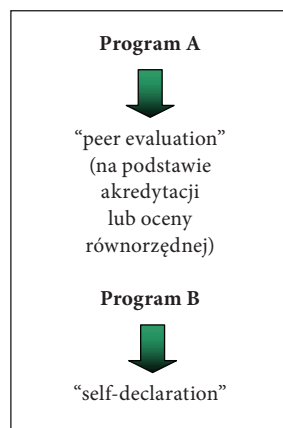 Program A
“peer evaluation”
(na podstawie
akredytacji
lub oceny
równorzędnej)
Program B
“self-declaration”